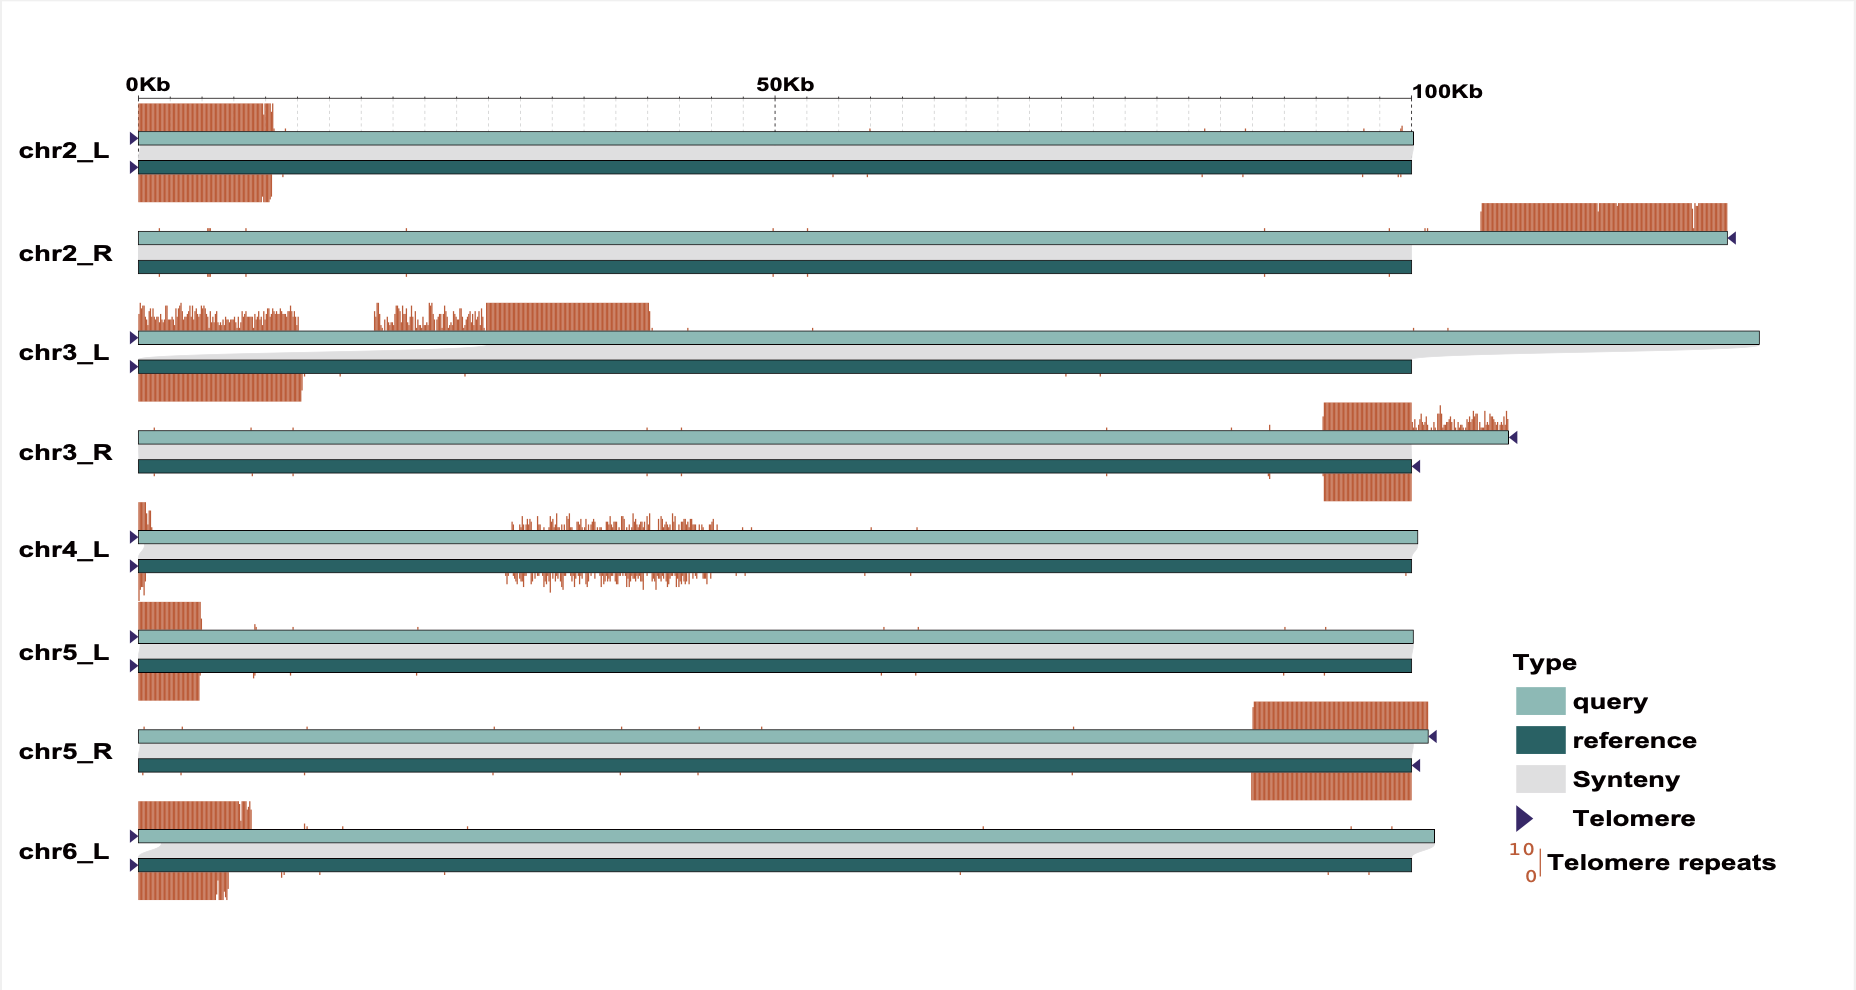 0Kb 50Kb 100Kb
chr2_L
chr2_R
chr3_L
chr3_R
chr4_L
chr5_L
chr5_R
chr6_L
Type
query
reference
Synteny
Telomere
10
0
Telomere repeats